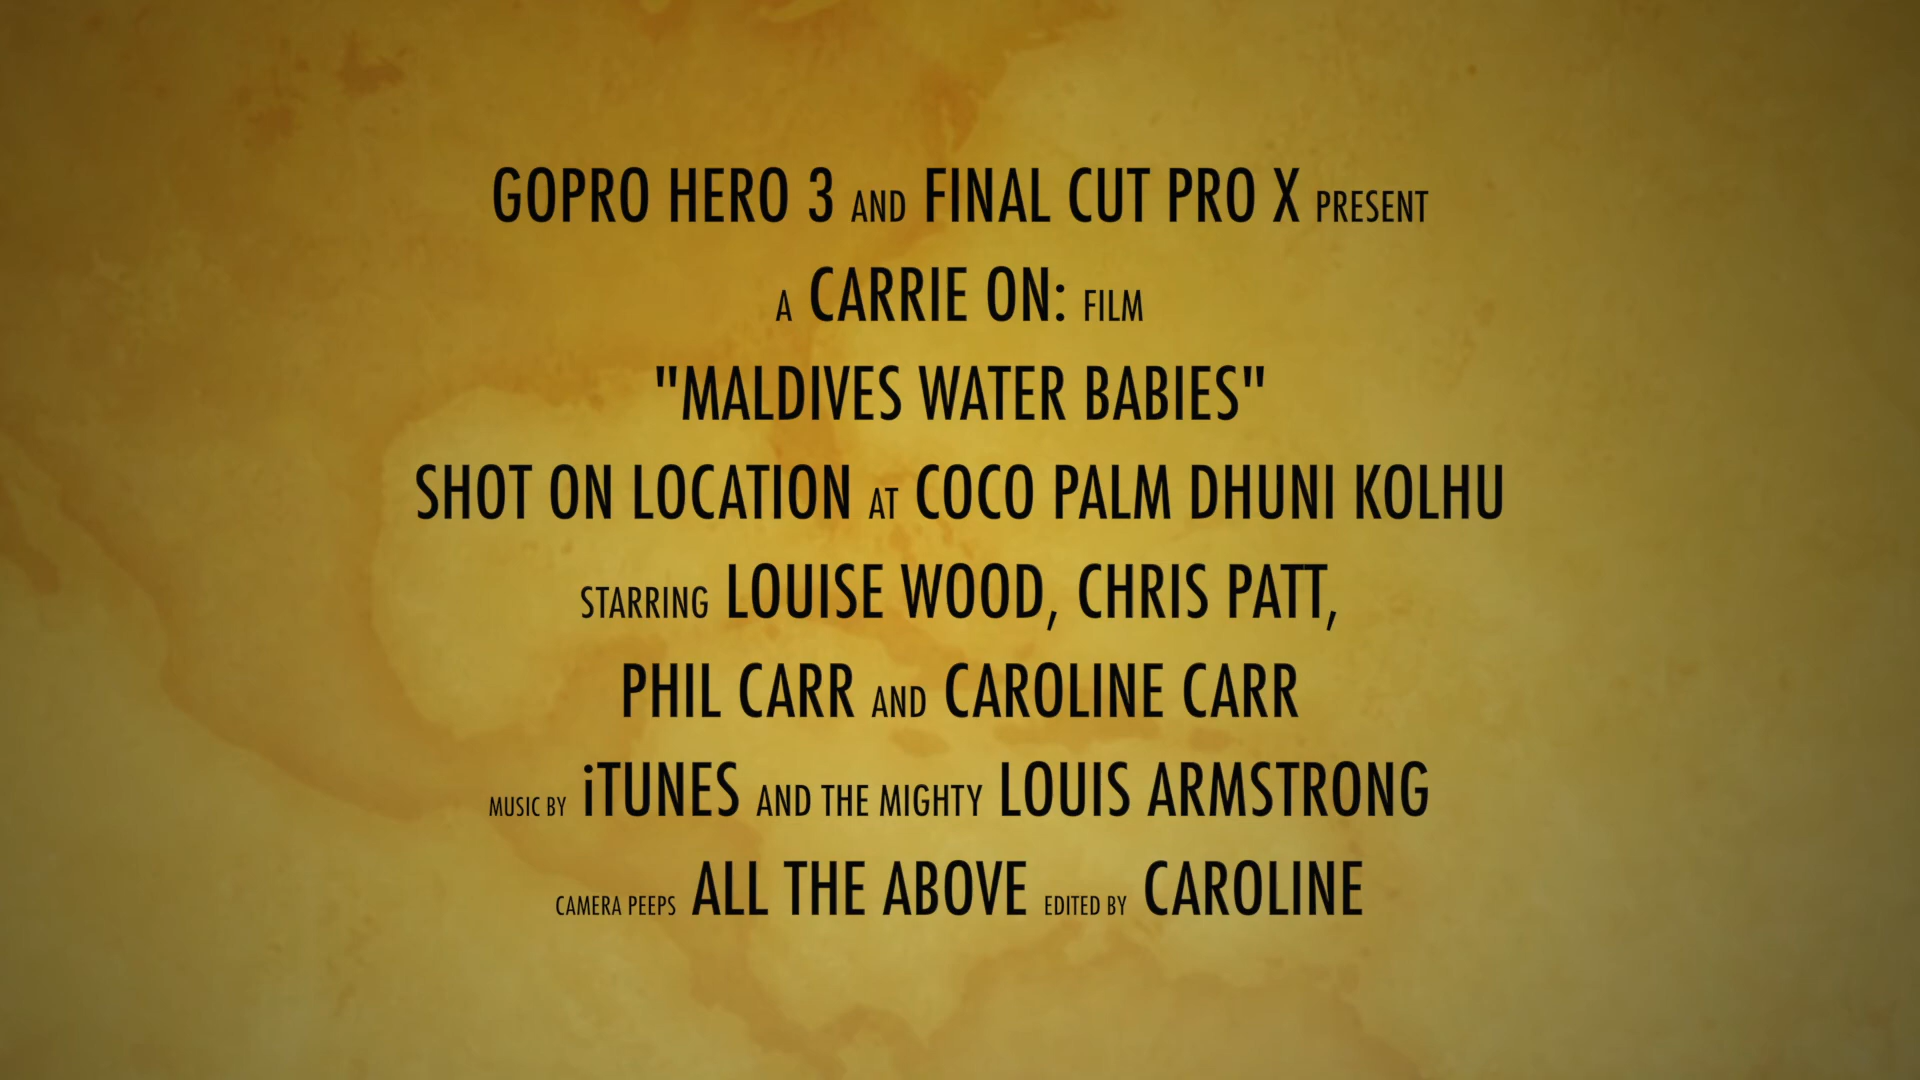 GOPRO HERO 3 AND FINAL CUT PRO X PRESENT
A CARRIE ON: FILM
"MALDIVES WATER BABIES"
SHOT ON LOCATION AT COCO PALM DHUNI KOLHU
STARRING LOUISE WOOD, CHRIS PATT,
PHIL CARR AND CAROLINE CARR
MUSIC BY iTUNES AND THE MIGHTY LOUIS ARMSTRONG
CAMERA PEEPS ALL THE ABOVE EDITED BY CAROLINE